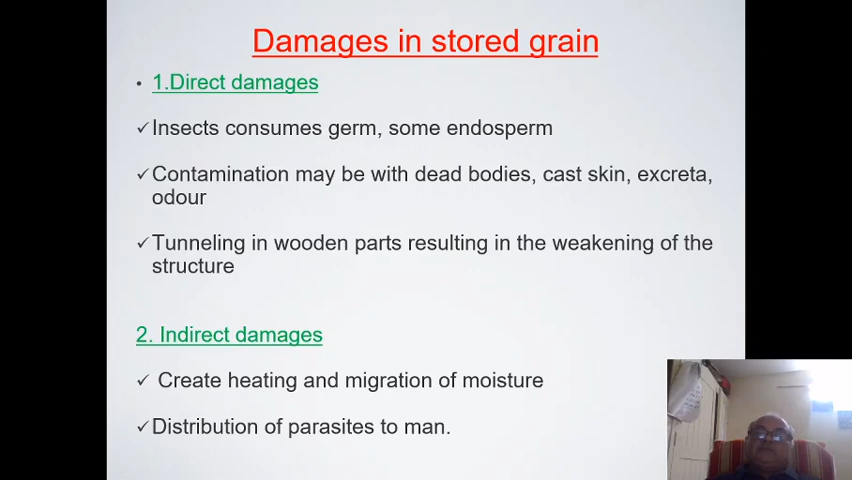 Damages in stored grain
• 1.Direct damages
✓Insects consumes germ, some endosperm
✓Contamination may be with dead bodies, cast skin, excreta,
odour
✓Tunneling in wooden parts resulting in the weakening of the
structure
2. Indirect damages
✓ Create heating and migration of moisture
✓Distribution of parasites to man.